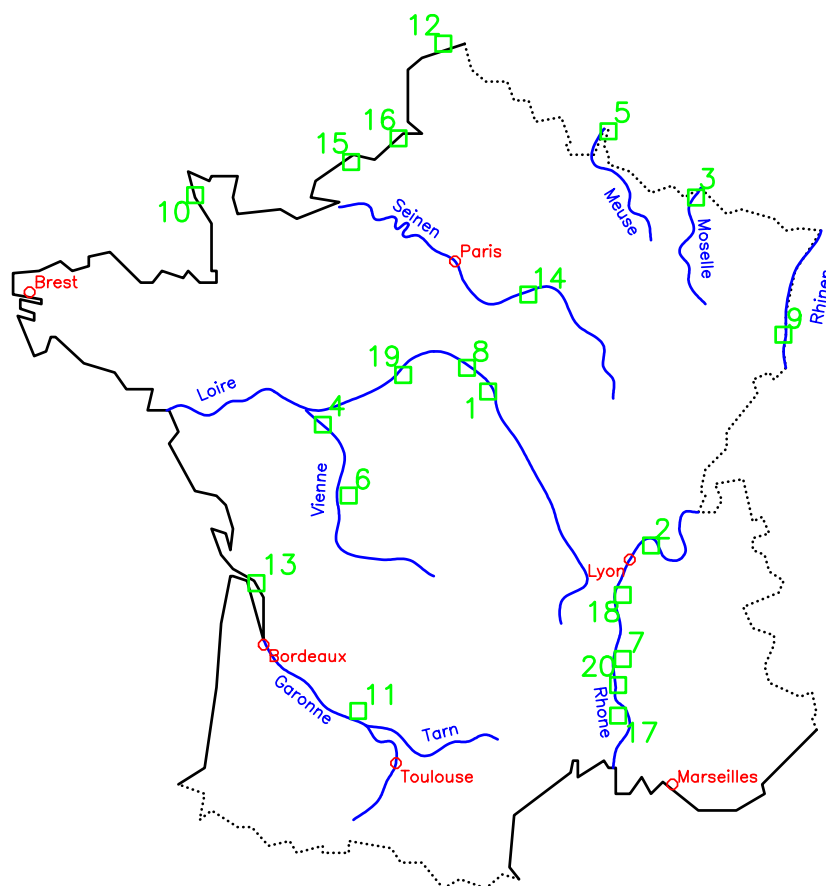 12
5
16
15
3
10
Seinen
Meuse
Moselle
Paris
Brest
14
Rhinen
9
19
8
Loire
1
4
6
Vienne
2
Lyon
13
18
Bordeaux
7
20
Garonne
11
Rhone
Tarn
17
Toulouse
Marseilles